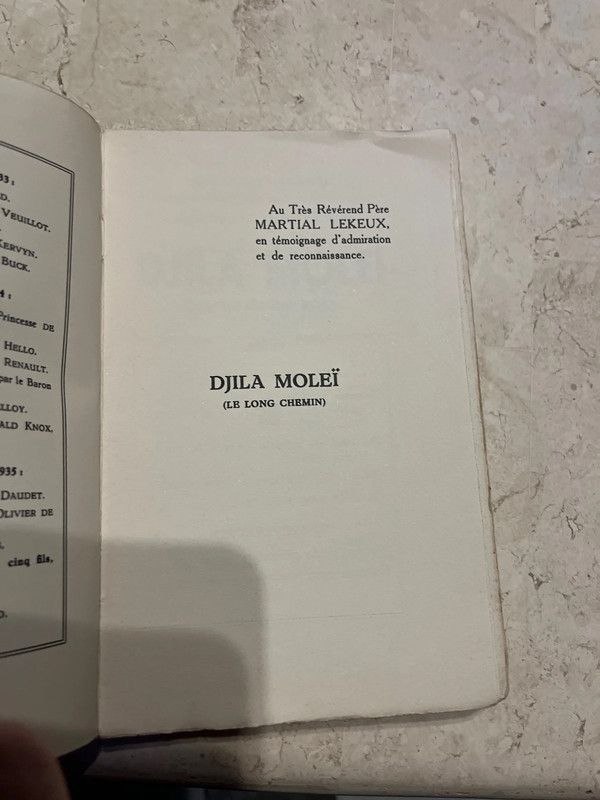 33 :
D.
VEUILLOT.
KERVYN.
BUCK.
4 :
Princesse DE
HELLO.
RENAULT.
par le Baron
ELLOY.
ALD KNOX,
935 :
DAUDET.
OLIVIER DE
cinq fils,
D.
Au Très Révérend Père
MARTIAL LEKEUX,
en témoignage d'admiration
et de reconnaissance.
DJILA MOLEÏ
(LE LONG CHEMIN)